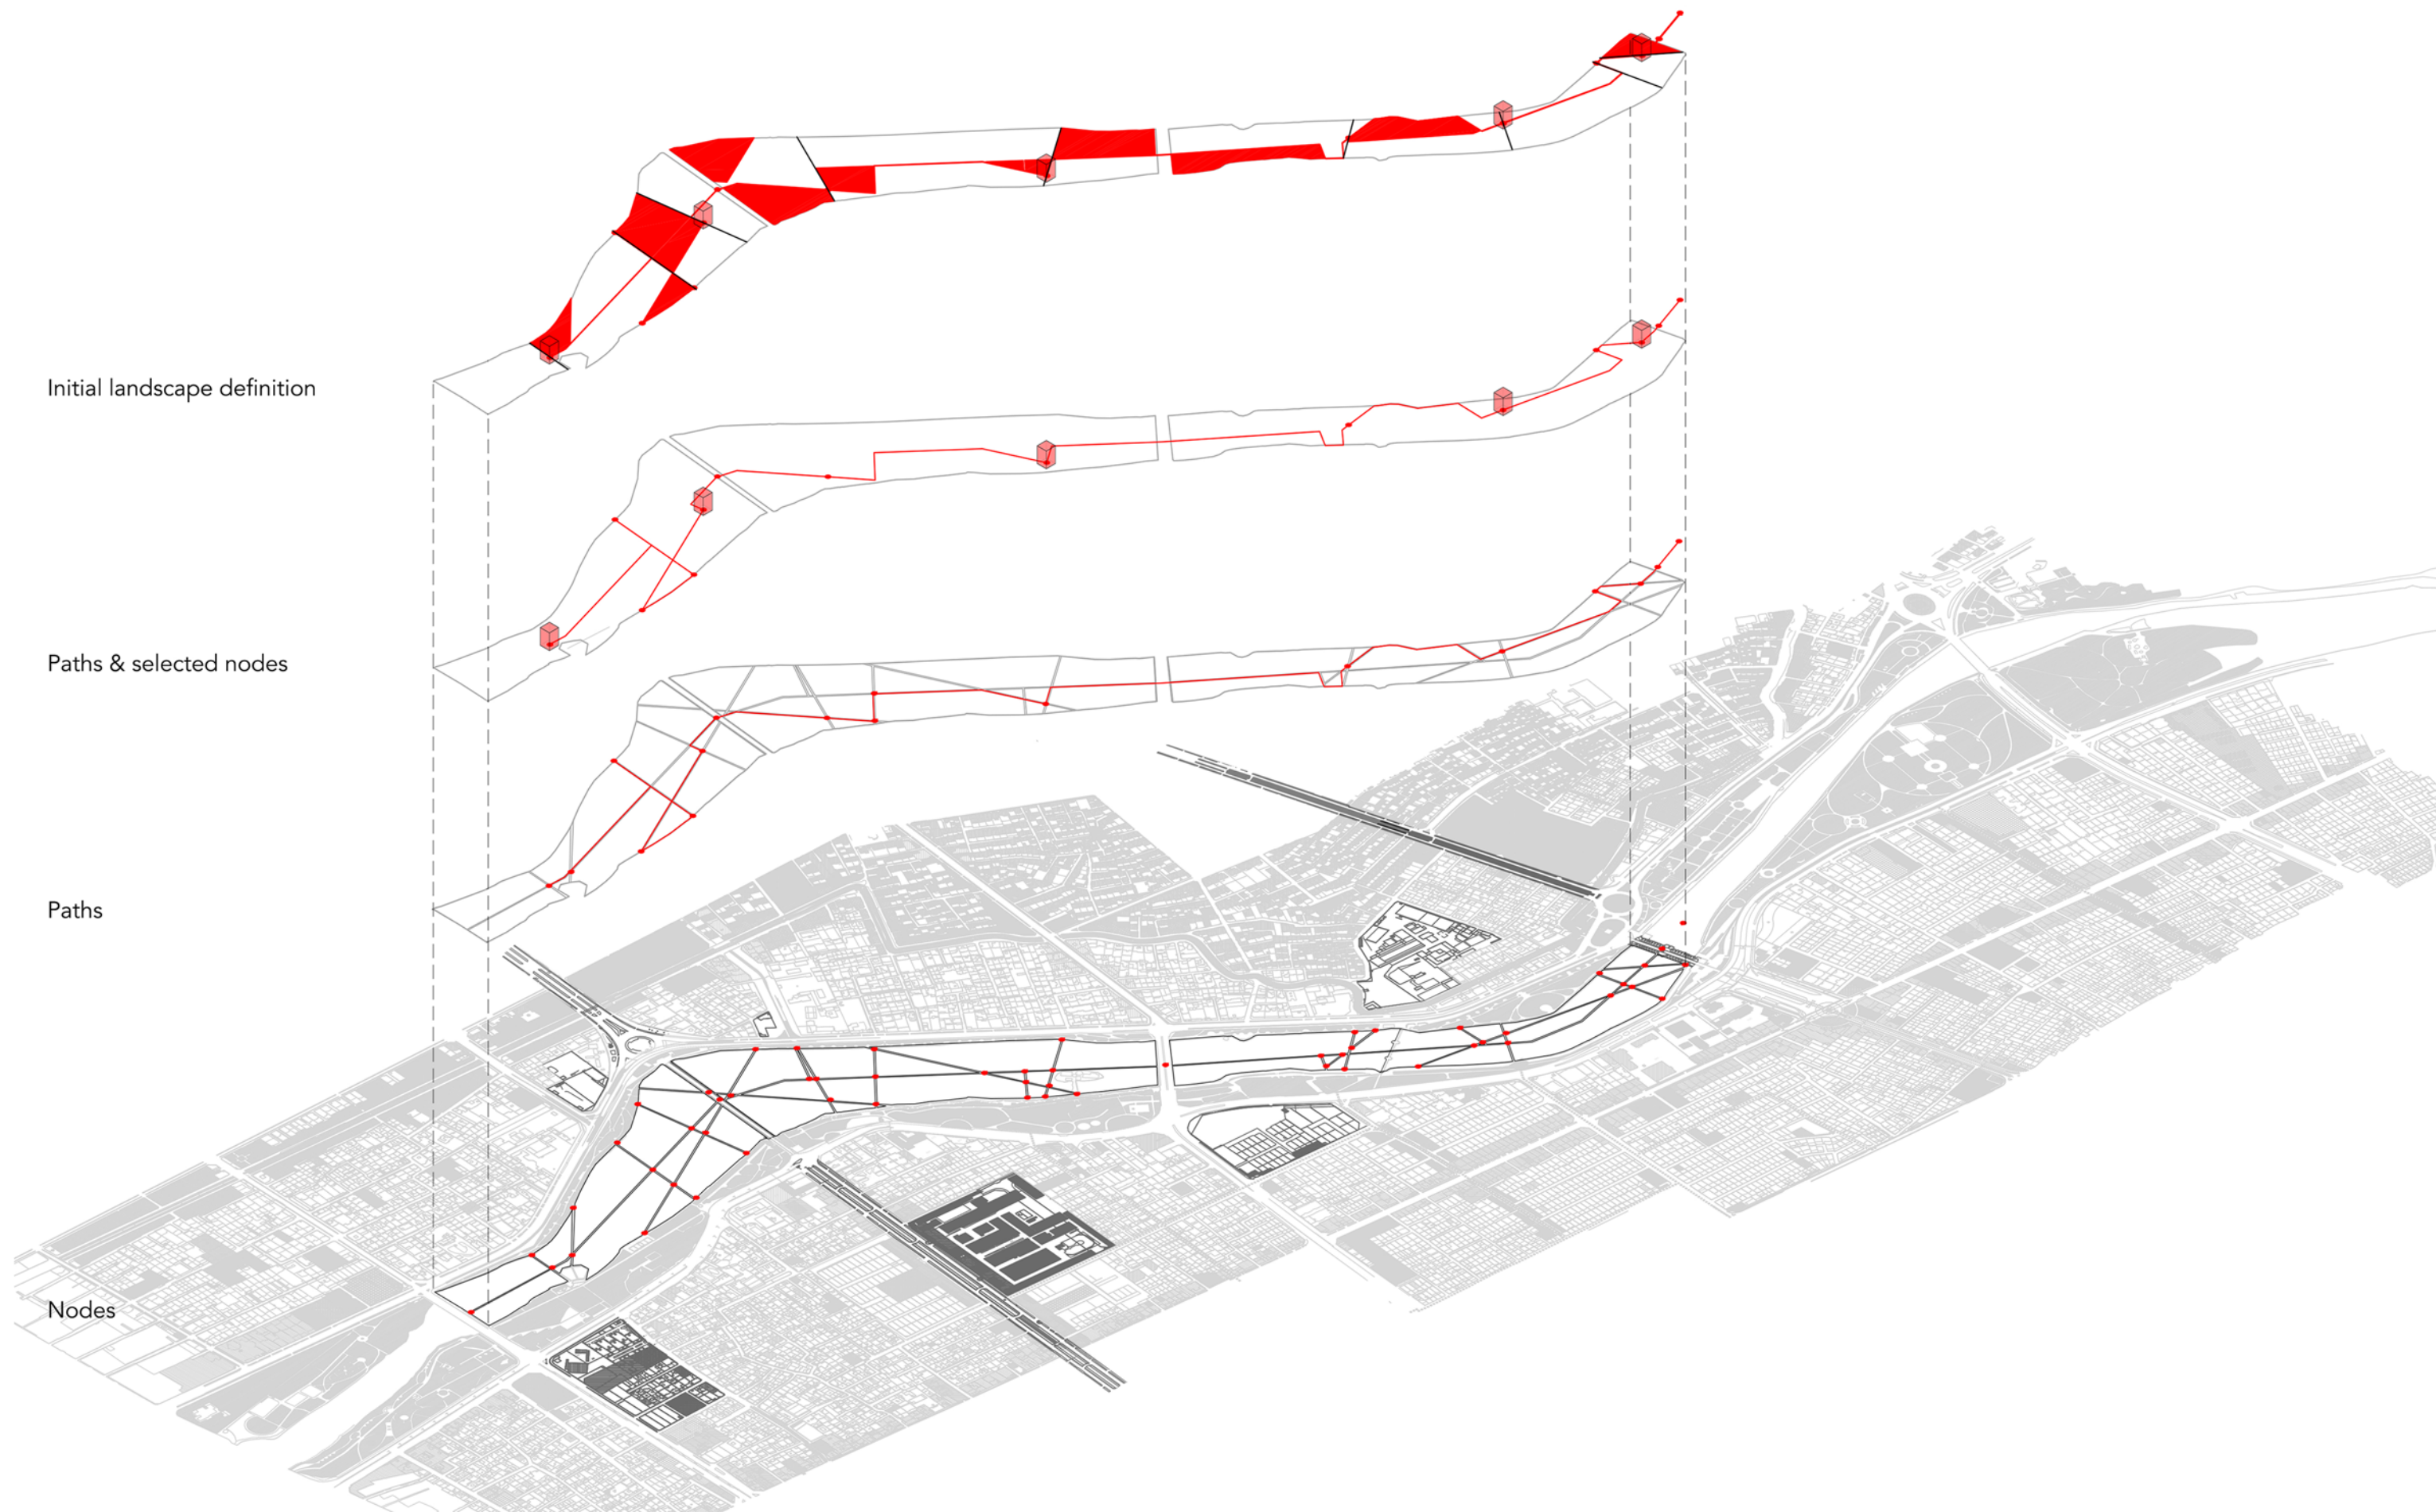 Initial landscape definition
Paths & selected nodes
Paths
Nodes